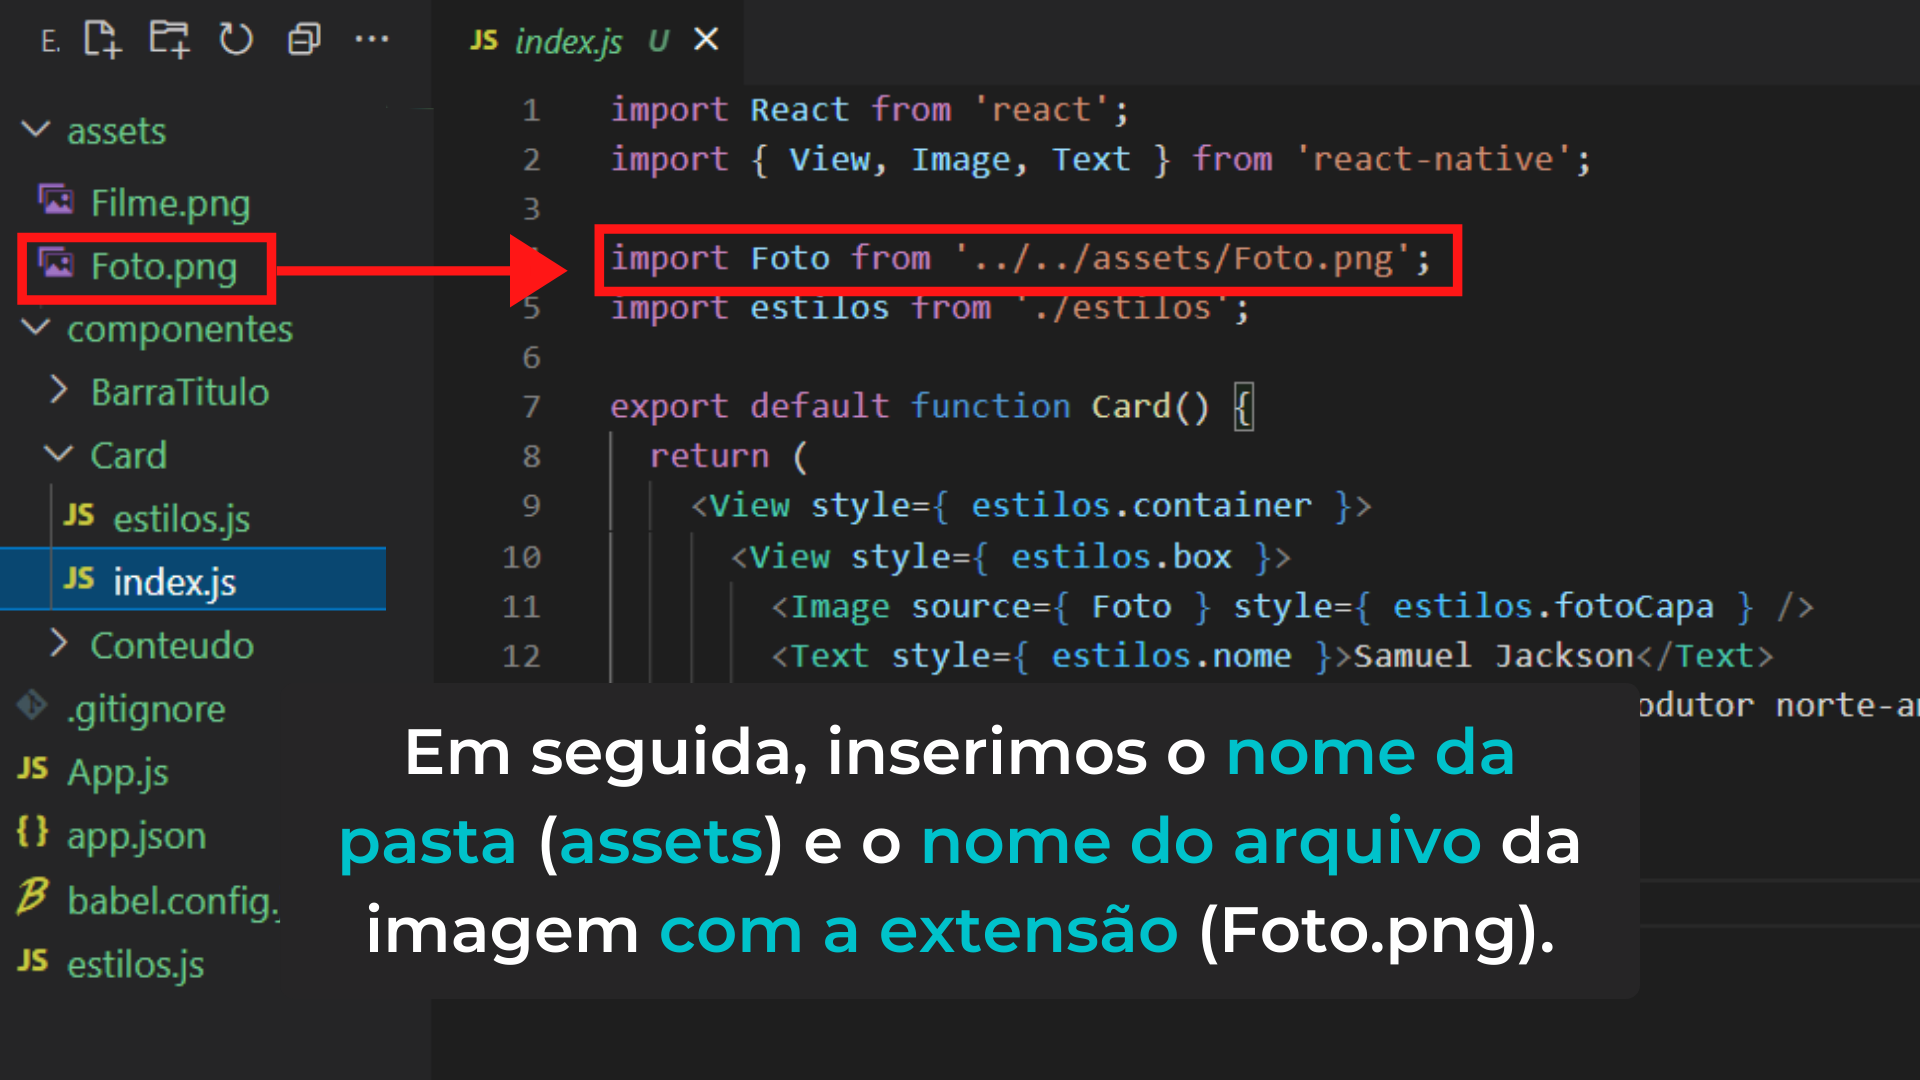 E.
assets
Filme.png
Foto.png
componentes
BarraTitulo
Card
JS estilos.js
JS index.js
Conteudo
.gitignore
JS App.js
{} app.json
babel.config.
JS estilos.js
JS index.js U
1 import React from 'react';
2 import { View, Image, Text } from 'react-native';
3
import Foto from '../../assets/Foto.png';
5 import estilos from './estilos';
6
7 export default function Card() {
8 return (
9 <View style={ estilos.container }>
10 <View style={ estilos.box }>
11 <Image source={ Foto } style={ estilos.fotoCapa } />
12 <Text style={ estilos.nome }>Samuel Jackson</Text>
odutor norte-a
Em seguida, inserimos o nome da
pasta (assets) e o nome do arquivo da
imagem com a extensão (Foto.png).